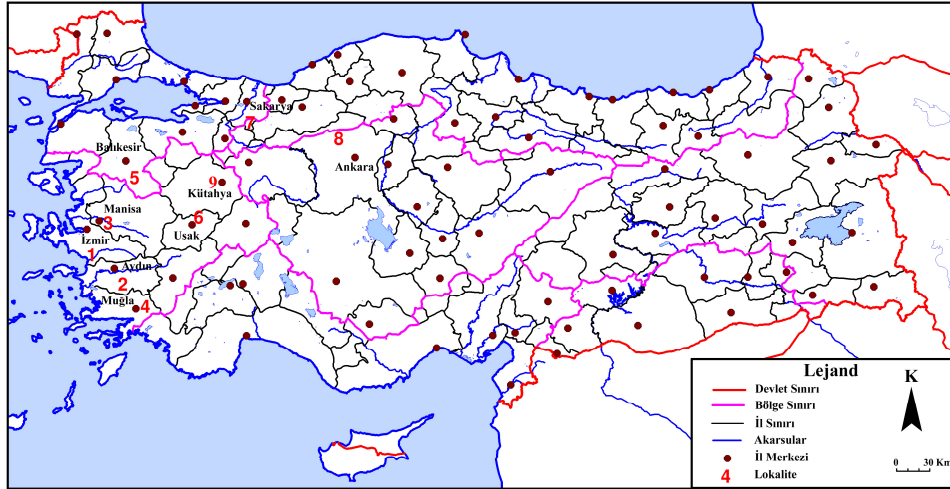 Sakarya
7
8
Balıkesir
Ankara
5
9
Kütahya
Manisa
3
6
İzmir
Usak
1
Aydın
2
Muğla
4
Lejand
Devlet Sınırı
Bölge Sınırı
İl Sınırı
Akarsular
İl Merkezi
4 Lokalite
K
0 30 Km